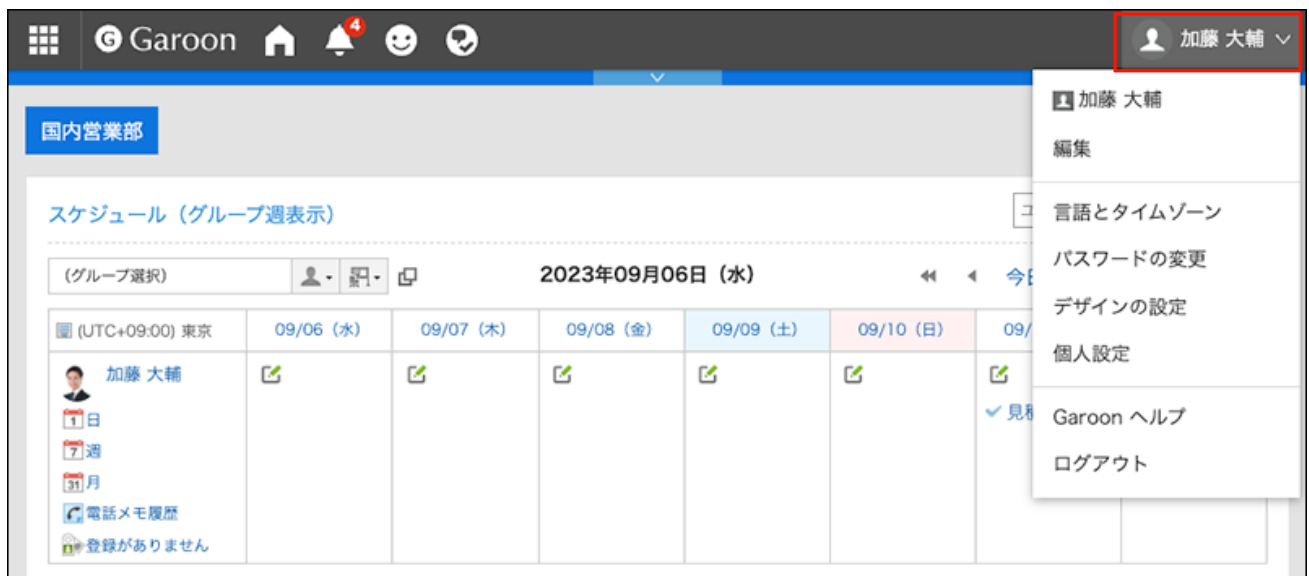 G Garoon
4
加藤 大輔
加藤 大輔
編集
言語とタイムゾーン
パスワードの変更
デザインの設定
個人設定
Garoon ヘルプ
ログアウト
国内営業部
スケジュール（グループ週表示）
(グループ選択)
2023年09月06日（水）
今日
(UTC+09:00) 東京
09/06（水）
09/07（木）
09/08（金）
09/09（土）
09/10（日）
09/
加藤 大輔
1 日
7 週
31 月
電話メモ履歴
登録がありません
見積